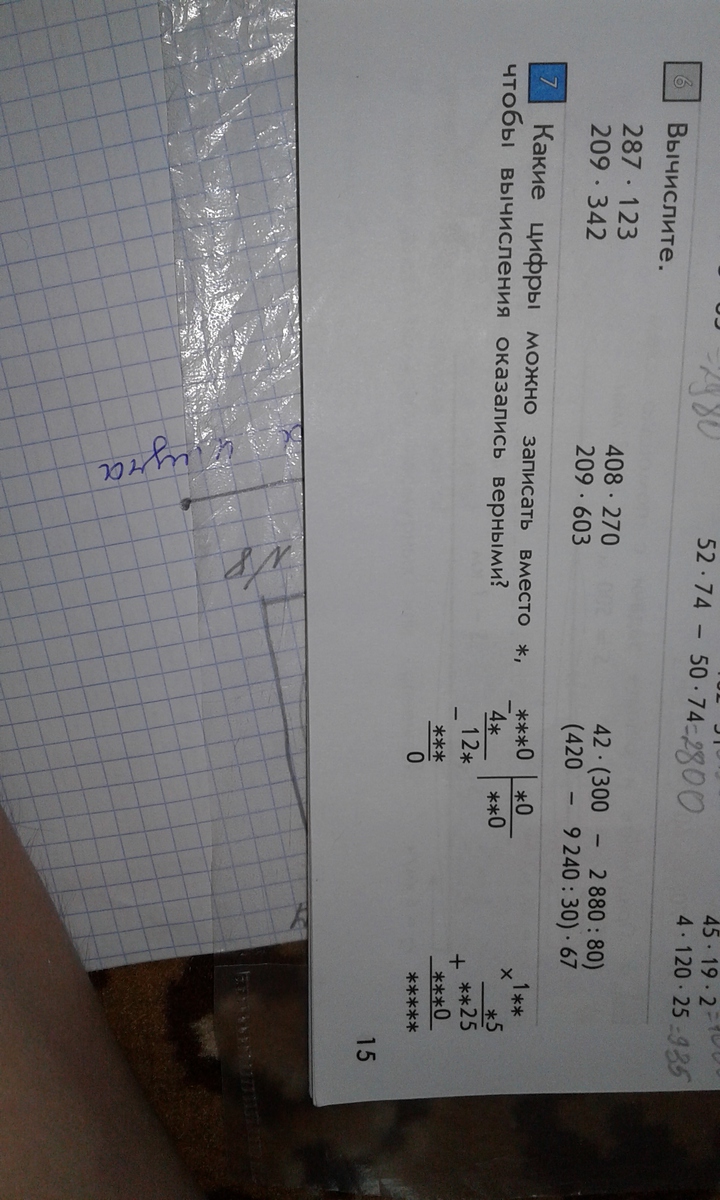 52 · 74 – 50 · 74 =2800
45 · 19 · 2
4 · 120 · 25 =935
6 Вычислите.
287 · 123
408 · 270
42 · (300 – 2 880 : 80)
209 · 342
209 · 603
(420 – 9 240 : 30) · 67
7 Какие цифры можно записать вместо *,
чтобы вычисления оказались верными?
– ***0 | *0
4* | **0
– 12*
***
0
× 1**
*5
+ **25
***0
*****
15
N 8